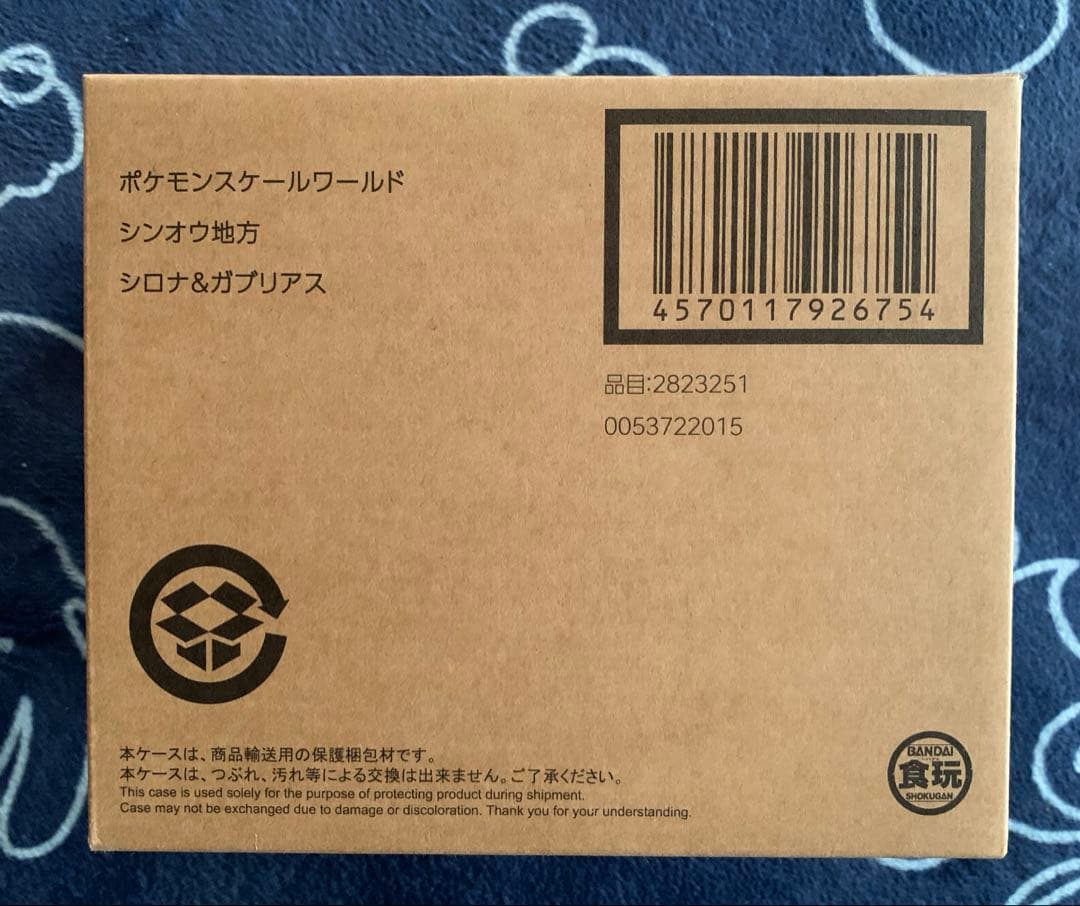 ポケモンスケールワールド
シンオウ地方
シロナ&ガブリアス
4570117926754
品目:2823251
0053722015
本ケースは、商品輸送用の保護梱包材です。
本ケースは、つぶれ、汚れ等による交換は出来ません。ご了承ください。
This case is used solely for the purpose of protecting product during shipment.
Case may not be exchanged due to damage or discoloration. Thank you for your understanding.
BANDAI
食玩
SHOKUGAN